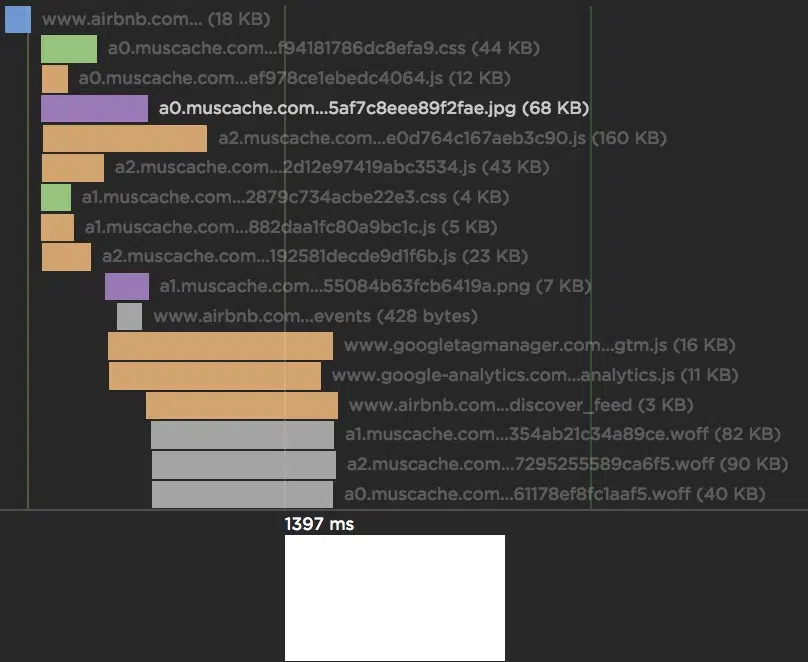 www.airbnb.com... (18 KB)
a0.muscache.com...f94181786dc8efa9.css (44 KB)
a0.muscache.com...ef978ce1ebedc4064.js (12 KB)
a0.muscache.com...5af7c8eee89f2fae.jpg (68 KB)
a2.muscache.com...e0d764c167aeb3c90.js (160 KB)
a2.muscache.com...2d12e97419abc3534.js (43 KB)
a1.muscache.com...2879c734acbe22e3.css (4 KB)
a1.muscache.com...882daa1fc80a9bc1c.js (5 KB)
a2.muscache.com...192581decde9d1f6b.js (23 KB)
a1.muscache.com...55084b63fcb6419a.png (7 KB)
www.airbnb.com...events (428 bytes)
www.googletagmanager.com...gtm.js (16 KB)
www.google-analytics.com...analytics.js (11 KB)
www.airbnb.com...discover_feed (3 KB)
a1.muscache.com...354ab21c34a89ce.woff (82 KB)
a2.muscache.com...7295255589ca6f5.woff (90 KB)
a0.muscache.com...61178ef8fc1aaf5.woff (40 KB)
1397 ms